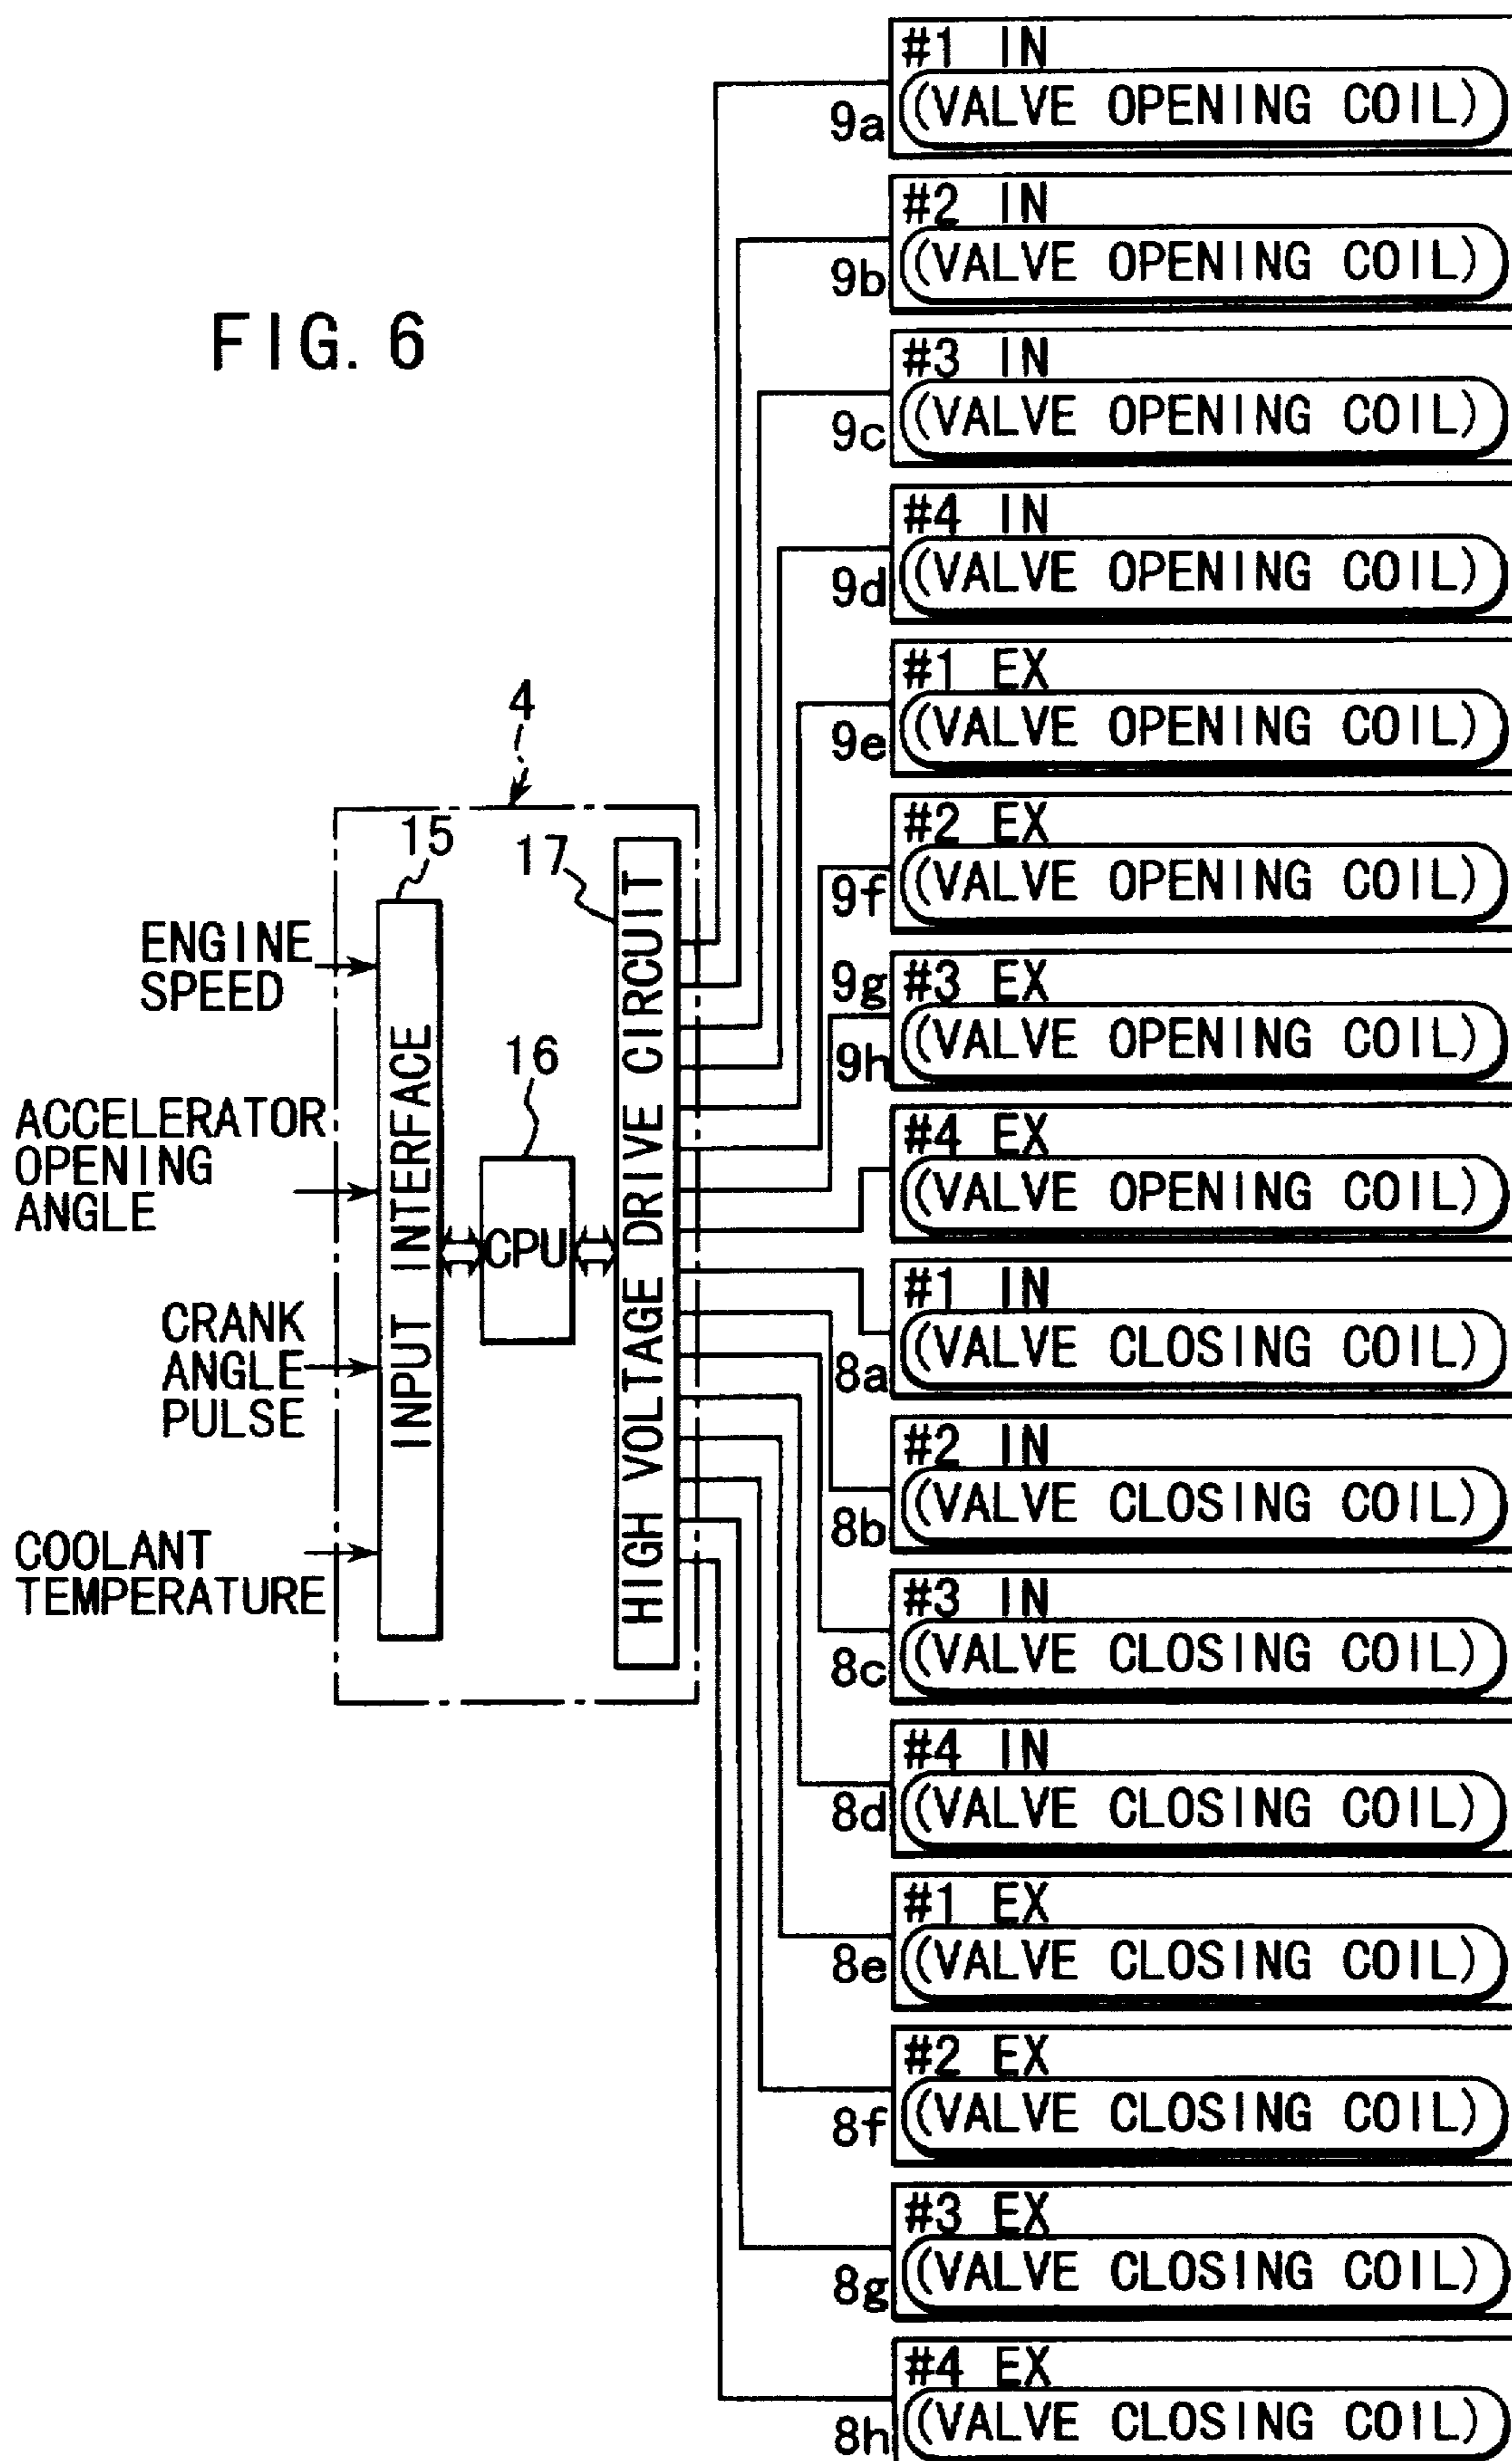 FIG. 6
4
15
17
16
ENGINE
SPEED
ACCELERATOR
OPENING
ANGLE
CRANK
ANGLE
PULSE
COOLANT
TEMPERATURE
INPUT INTERFACE
CPU
HIGH VOLTAGE DRIVE CIRCUIT
#1 IN
9a
(VALVE OPENING COIL)
#2 IN
9b
(VALVE OPENING COIL)
#3 IN
9c
(VALVE OPENING COIL)
#4 IN
9d
(VALVE OPENING COIL)
#1 EX
9e
(VALVE OPENING COIL)
#2 EX
9f
(VALVE OPENING COIL)
9g
#3 EX
9h
(VALVE OPENING COIL)
#4 EX
(VALVE OPENING COIL)
#1 IN
8a
(VALVE CLOSING COIL)
#2 IN
8b
(VALVE CLOSING COIL)
#3 IN
8c
(VALVE CLOSING COIL)
#4 IN
8d
(VALVE CLOSING COIL)
#1 EX
8e
(VALVE CLOSING COIL)
#2 EX
8f
(VALVE CLOSING COIL)
#3 EX
8g
(VALVE CLOSING COIL)
#4 EX
8h
(VALVE CLOSING COIL)